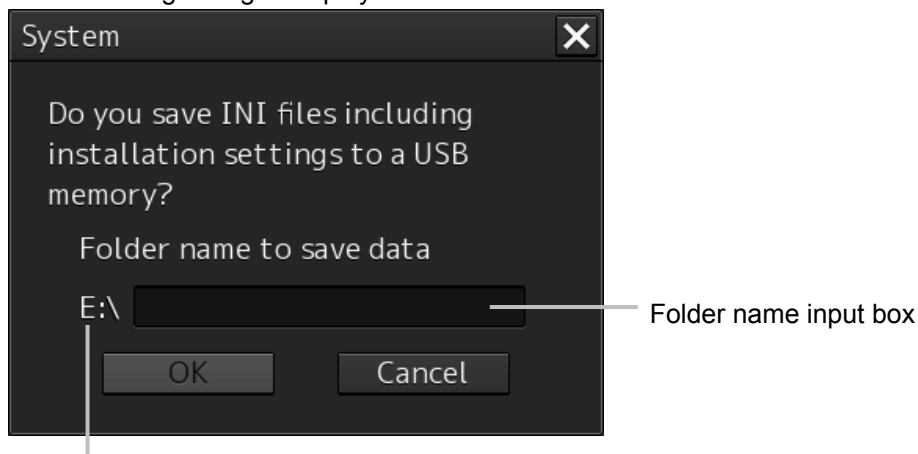 System
Do you save INI files including
installation settings to a USB
memory?
Folder name to save data
E:\
Folder name input box
OK
Cancel